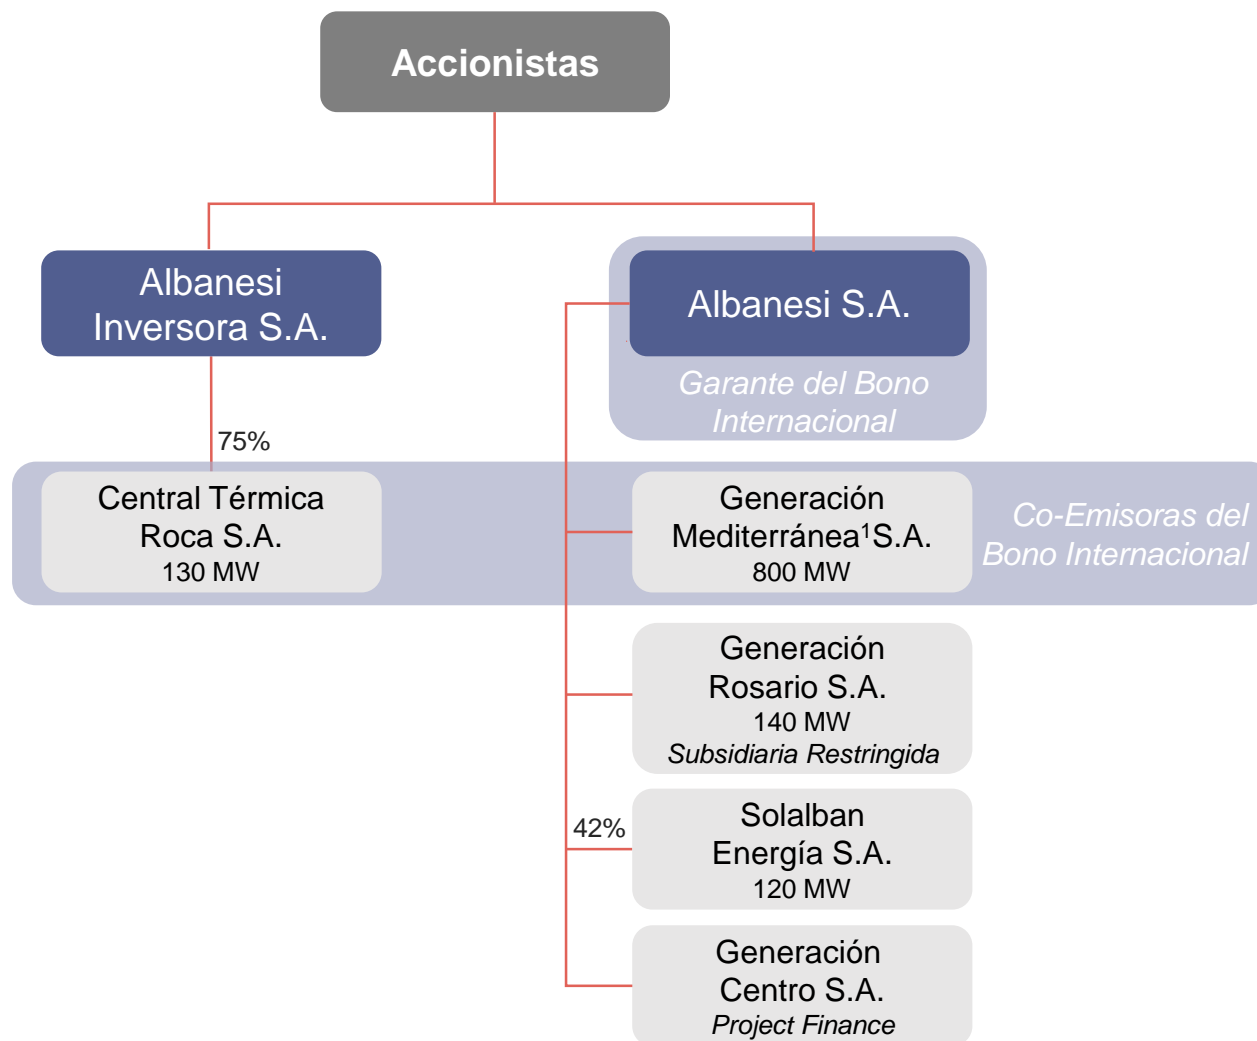 Accionistas
Albanesi
Inversora S.A.
Albanesi S.A.
Garante del Bono
Internacional
75%
Central Térmica
Roca S.A.
130 MW
Generación
Mediterránea¹S.A.
800 MW
Co-Emisoras del
Bono Internacional
Generación
Rosario S.A.
140 MW
Subsidiaria Restringida
42%
Solalban
Energía S.A.
120 MW
Generación
Centro S.A.
Project Finance